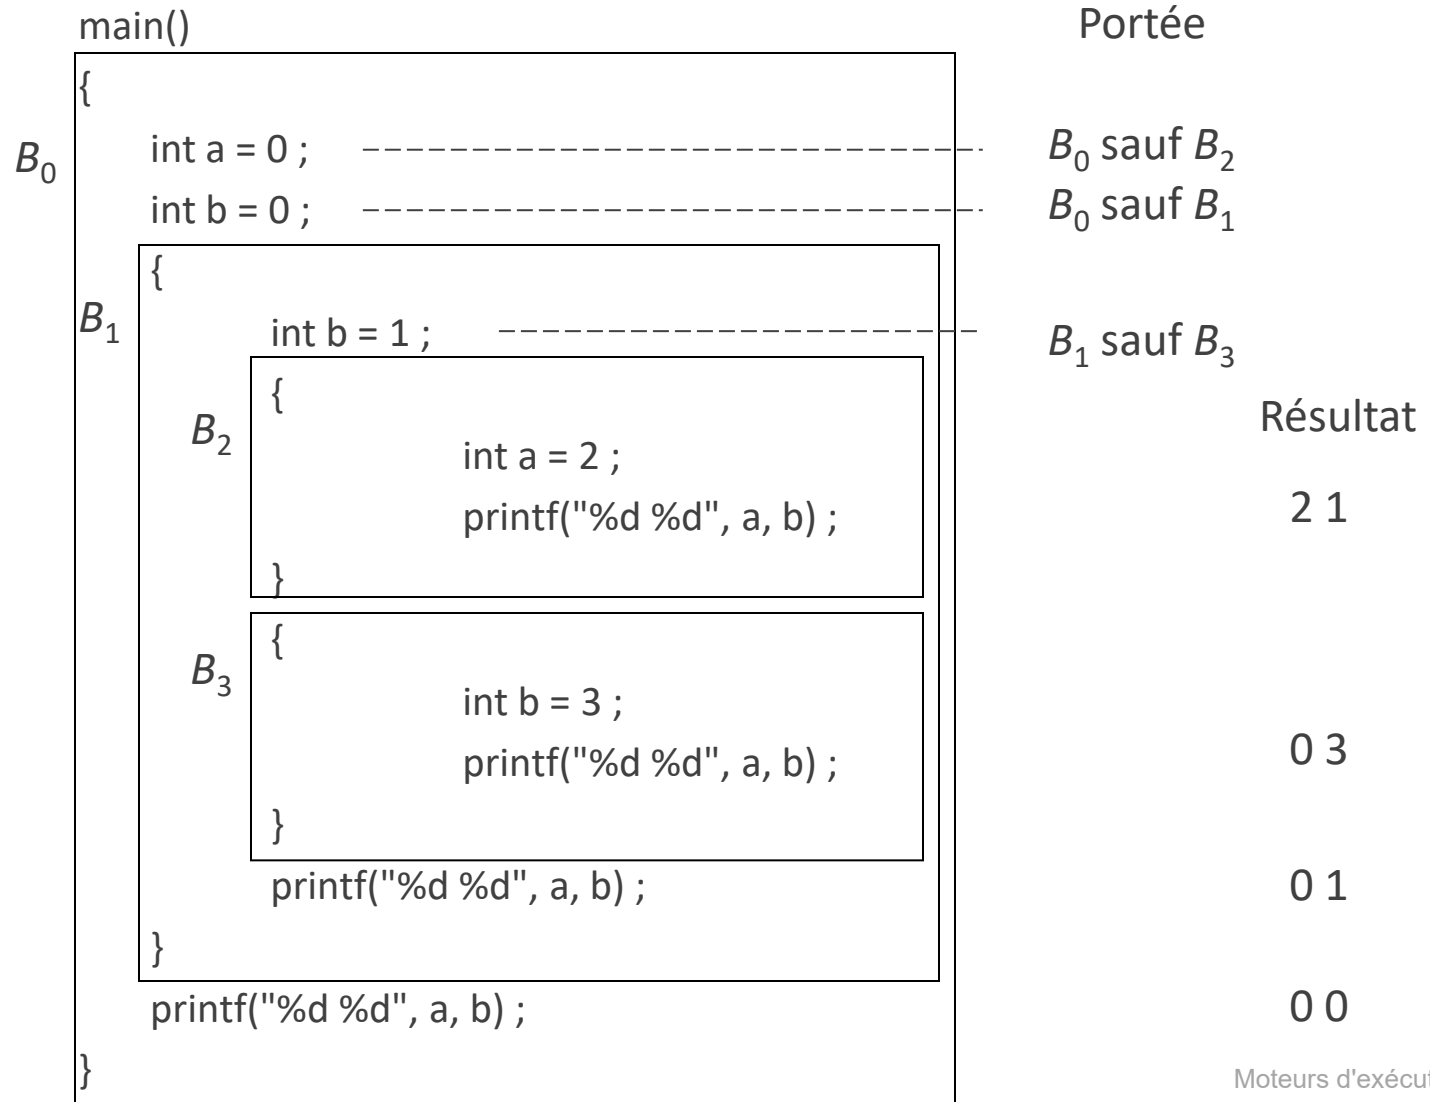 main() Portée
{
B₀ int a = 0 ; B₀ sauf B₂
int b = 0 ; B₀ sauf B₁
{
B₁ int b = 1 ; B₁ sauf B₃
{ Résultat
B₂ int a = 2 ;
printf("%d %d", a, b) ; 2 1
}
{
B₃ int b = 3 ;
printf("%d %d", a, b) ; 0 3
}
printf("%d %d", a, b) ; 0 1
}
printf("%d %d", a, b) ; 0 0
}
Moteurs d'exécut